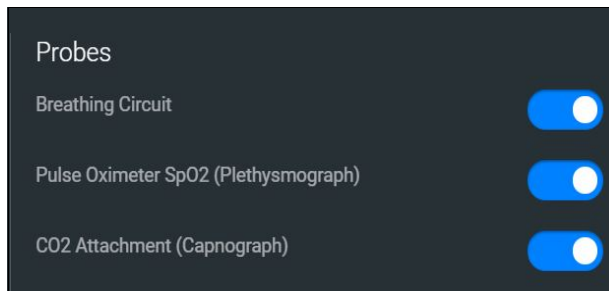 Probes
Breathing Circuit
Pulse Oximeter SpO2 (Plethysmograph)
CO2 Attachment (Capnograph)